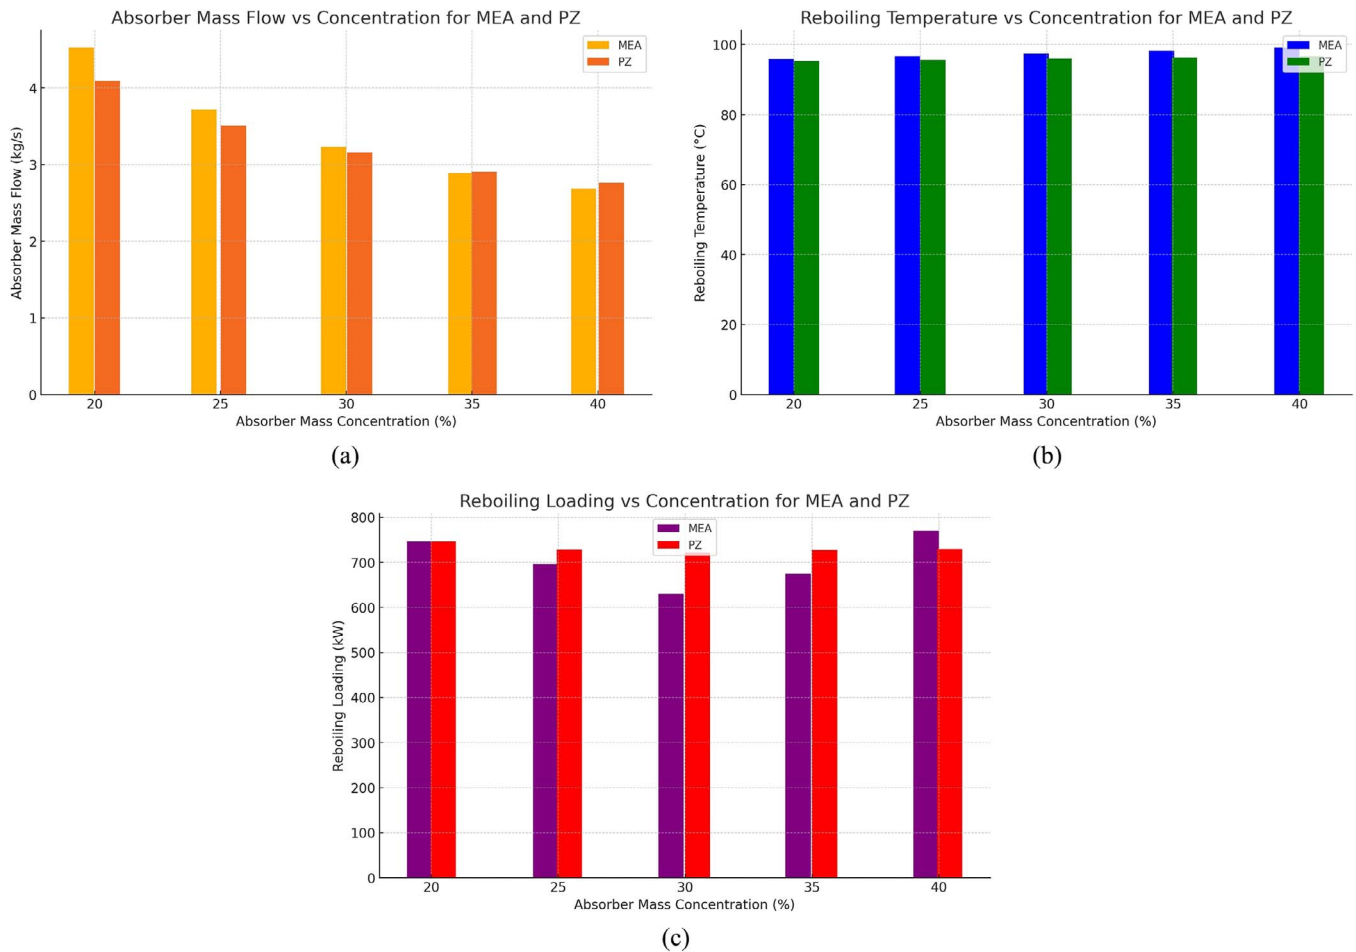 Absorber Mass Flow vs Concentration for MEA and PZ
MEA
PZ
Absorber Mass Flow (kg/s)
4
3
2
1
0
20 25 30 35 40
Absorber Mass Concentration (%)
(a)
Reboiling Temperature vs Concentration for MEA and PZ
MEA
PZ
Reboiling Temperature (°C)
100
80
60
40
20
0
20 25 30 35 40
Absorber Mass Concentration (%)
(b)
Reboiling Loading vs Concentration for MEA and PZ
MEA
PZ
Reboiling Loading (kW)
800
700
600
500
400
300
200
100
0
20 25 30 35 40
Absorber Mass Concentration (%)
(c)